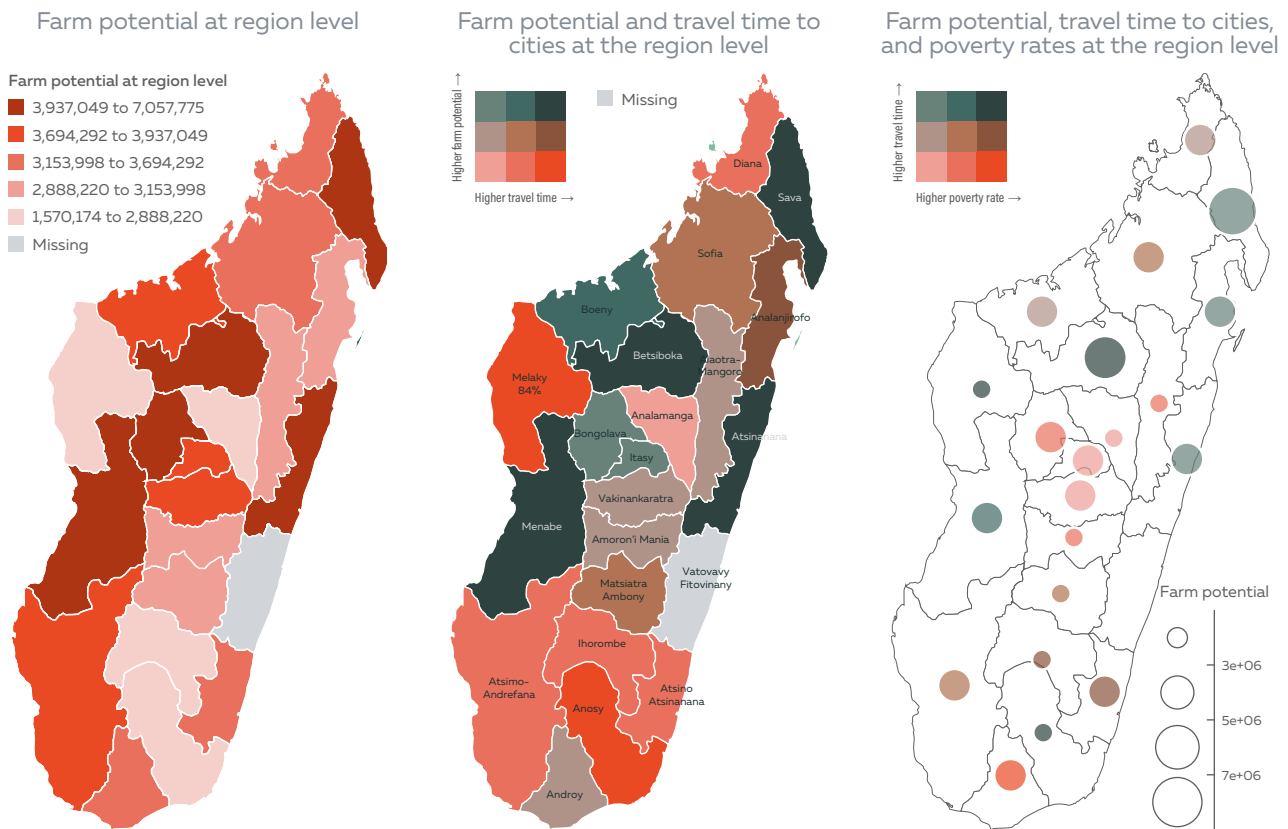 Farm potential at region level
Farm potential at region level
3,937,049 to 7,057,775
3,694,292 to 3,937,049
3,153,998 to 3,694,292
2,888,220 to 3,153,998
1,570,174 to 2,888,220
Missing
Farm potential and travel time to
cities at the region level
Higher farm potential →
Higher travel time →
Missing
Diana
Sava
Sofia
Boeny
Analanjirofo
Betsiboka
Alaotra-
Mangoro
Melaky
84%
Analamanga
Bongolava
Atsinanana
Itasy
Vakinankaratra
Menabe
Amoron'i Mania
Vatovavy
Fitovinany
Matsiatra
Ambony
Ihorombe
Atsimo-
Andrefana
Atsino
Atsinanana
Anosy
Androy
Farm potential, travel time to cities,
and poverty rates at the region level
Higher travel time →
Higher poverty rate →
Farm potential
3e+06
5e+06
7e+06